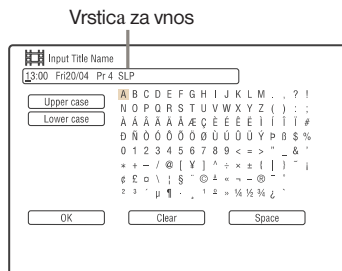 Vrstica za vnos
Input Title Name
13:00 Fri20/04 Pr 4 SLP
Upper case
Lower case
A B C D E F G H I J K L M . , ? !
N O P Q R S T U V W X Y Z ( ) : ;
À Á Â Ã Ä Å Æ Ç È É Ê Ë Ì Í Î Ï #
Ð Ñ Ò Ó Ô Õ Ö Ø Ù Ú Û Ü Ý Þ ß $ %
0 1 2 3 4 5 6 7 8 9 < = > " _ & '
* + – / @ [ ¥ ] ^ ÷ × ± { | } ~ ¡
¢ £ ¤ \ ¦ § ¨ © ª « ¬ – ® ¯ '
² ³ ´ µ ¶ · ¸ ¹ º » ¼ ½ ¾ ¿ `
OK
Clear
Space